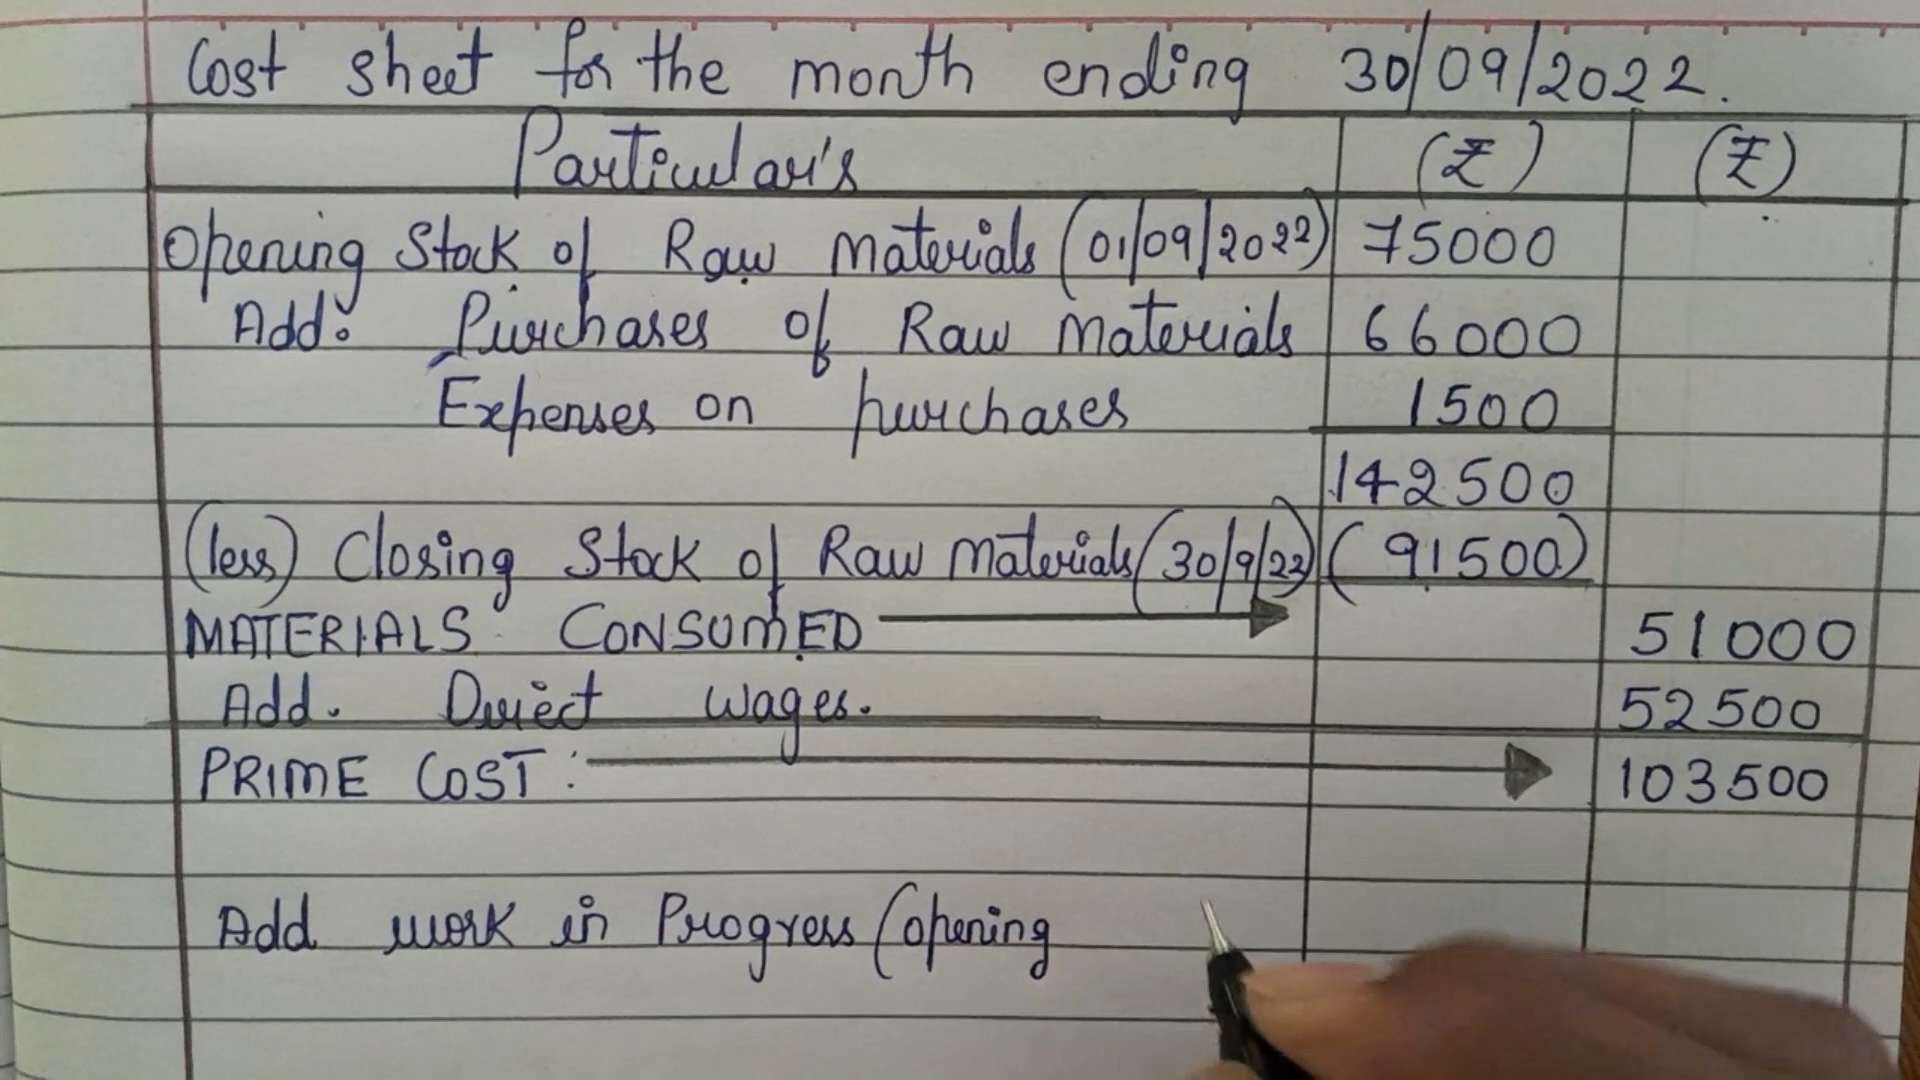 Cost sheet for the month ending 30/09/2022.
Particular's (₹) (₹)
Opening Stock of Raw Materials (01/09/2022) 75000
Add: Purchases of Raw Materials 66000
Expenses on purchases 1500
142500
(less) Closing Stock of Raw Materials (30/9/22) (91500)
MATERIALS CONSUMED 51000
Add. Direct wages. 52500
PRIME COST: 103500
Add work in Progress (opening